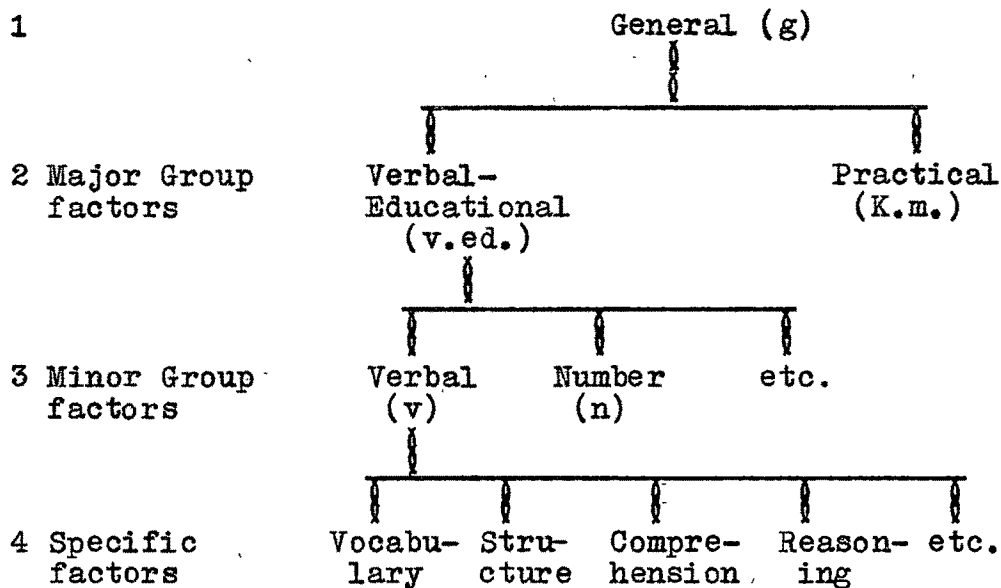 1 General (g)
2 Major Group Verbal- Practical
factors Educational (K.m.)
(v.ed.)
3 Minor Group Verbal Number etc.
factors (v) (n)
4 Specific Vocabu- Stru- Compre- Reason- etc.
factors lary cture hension ing